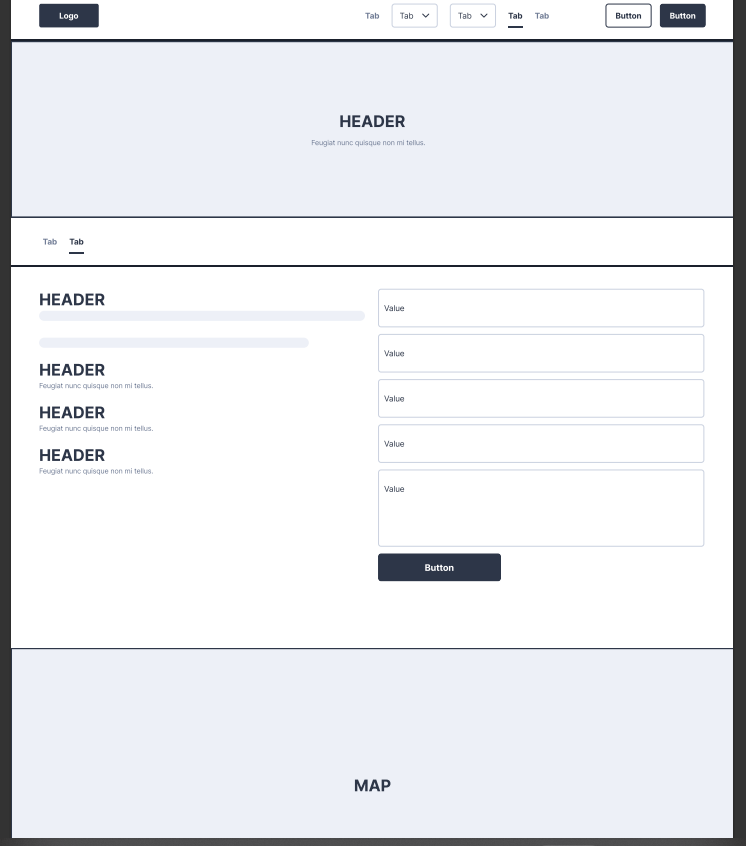 Logo
Tab
Tab
Tab
Tab
Tab
Button
Button
HEADER
Feugiat nunc quisque non mi tellus.
Tab
Tab
HEADER
HEADER
Feugiat nunc quisque non mi tellus.
HEADER
Feugiat nunc quisque non mi tellus.
HEADER
Feugiat nunc quisque non mi tellus.
Value
Value
Value
Value
Value
Button
MAP